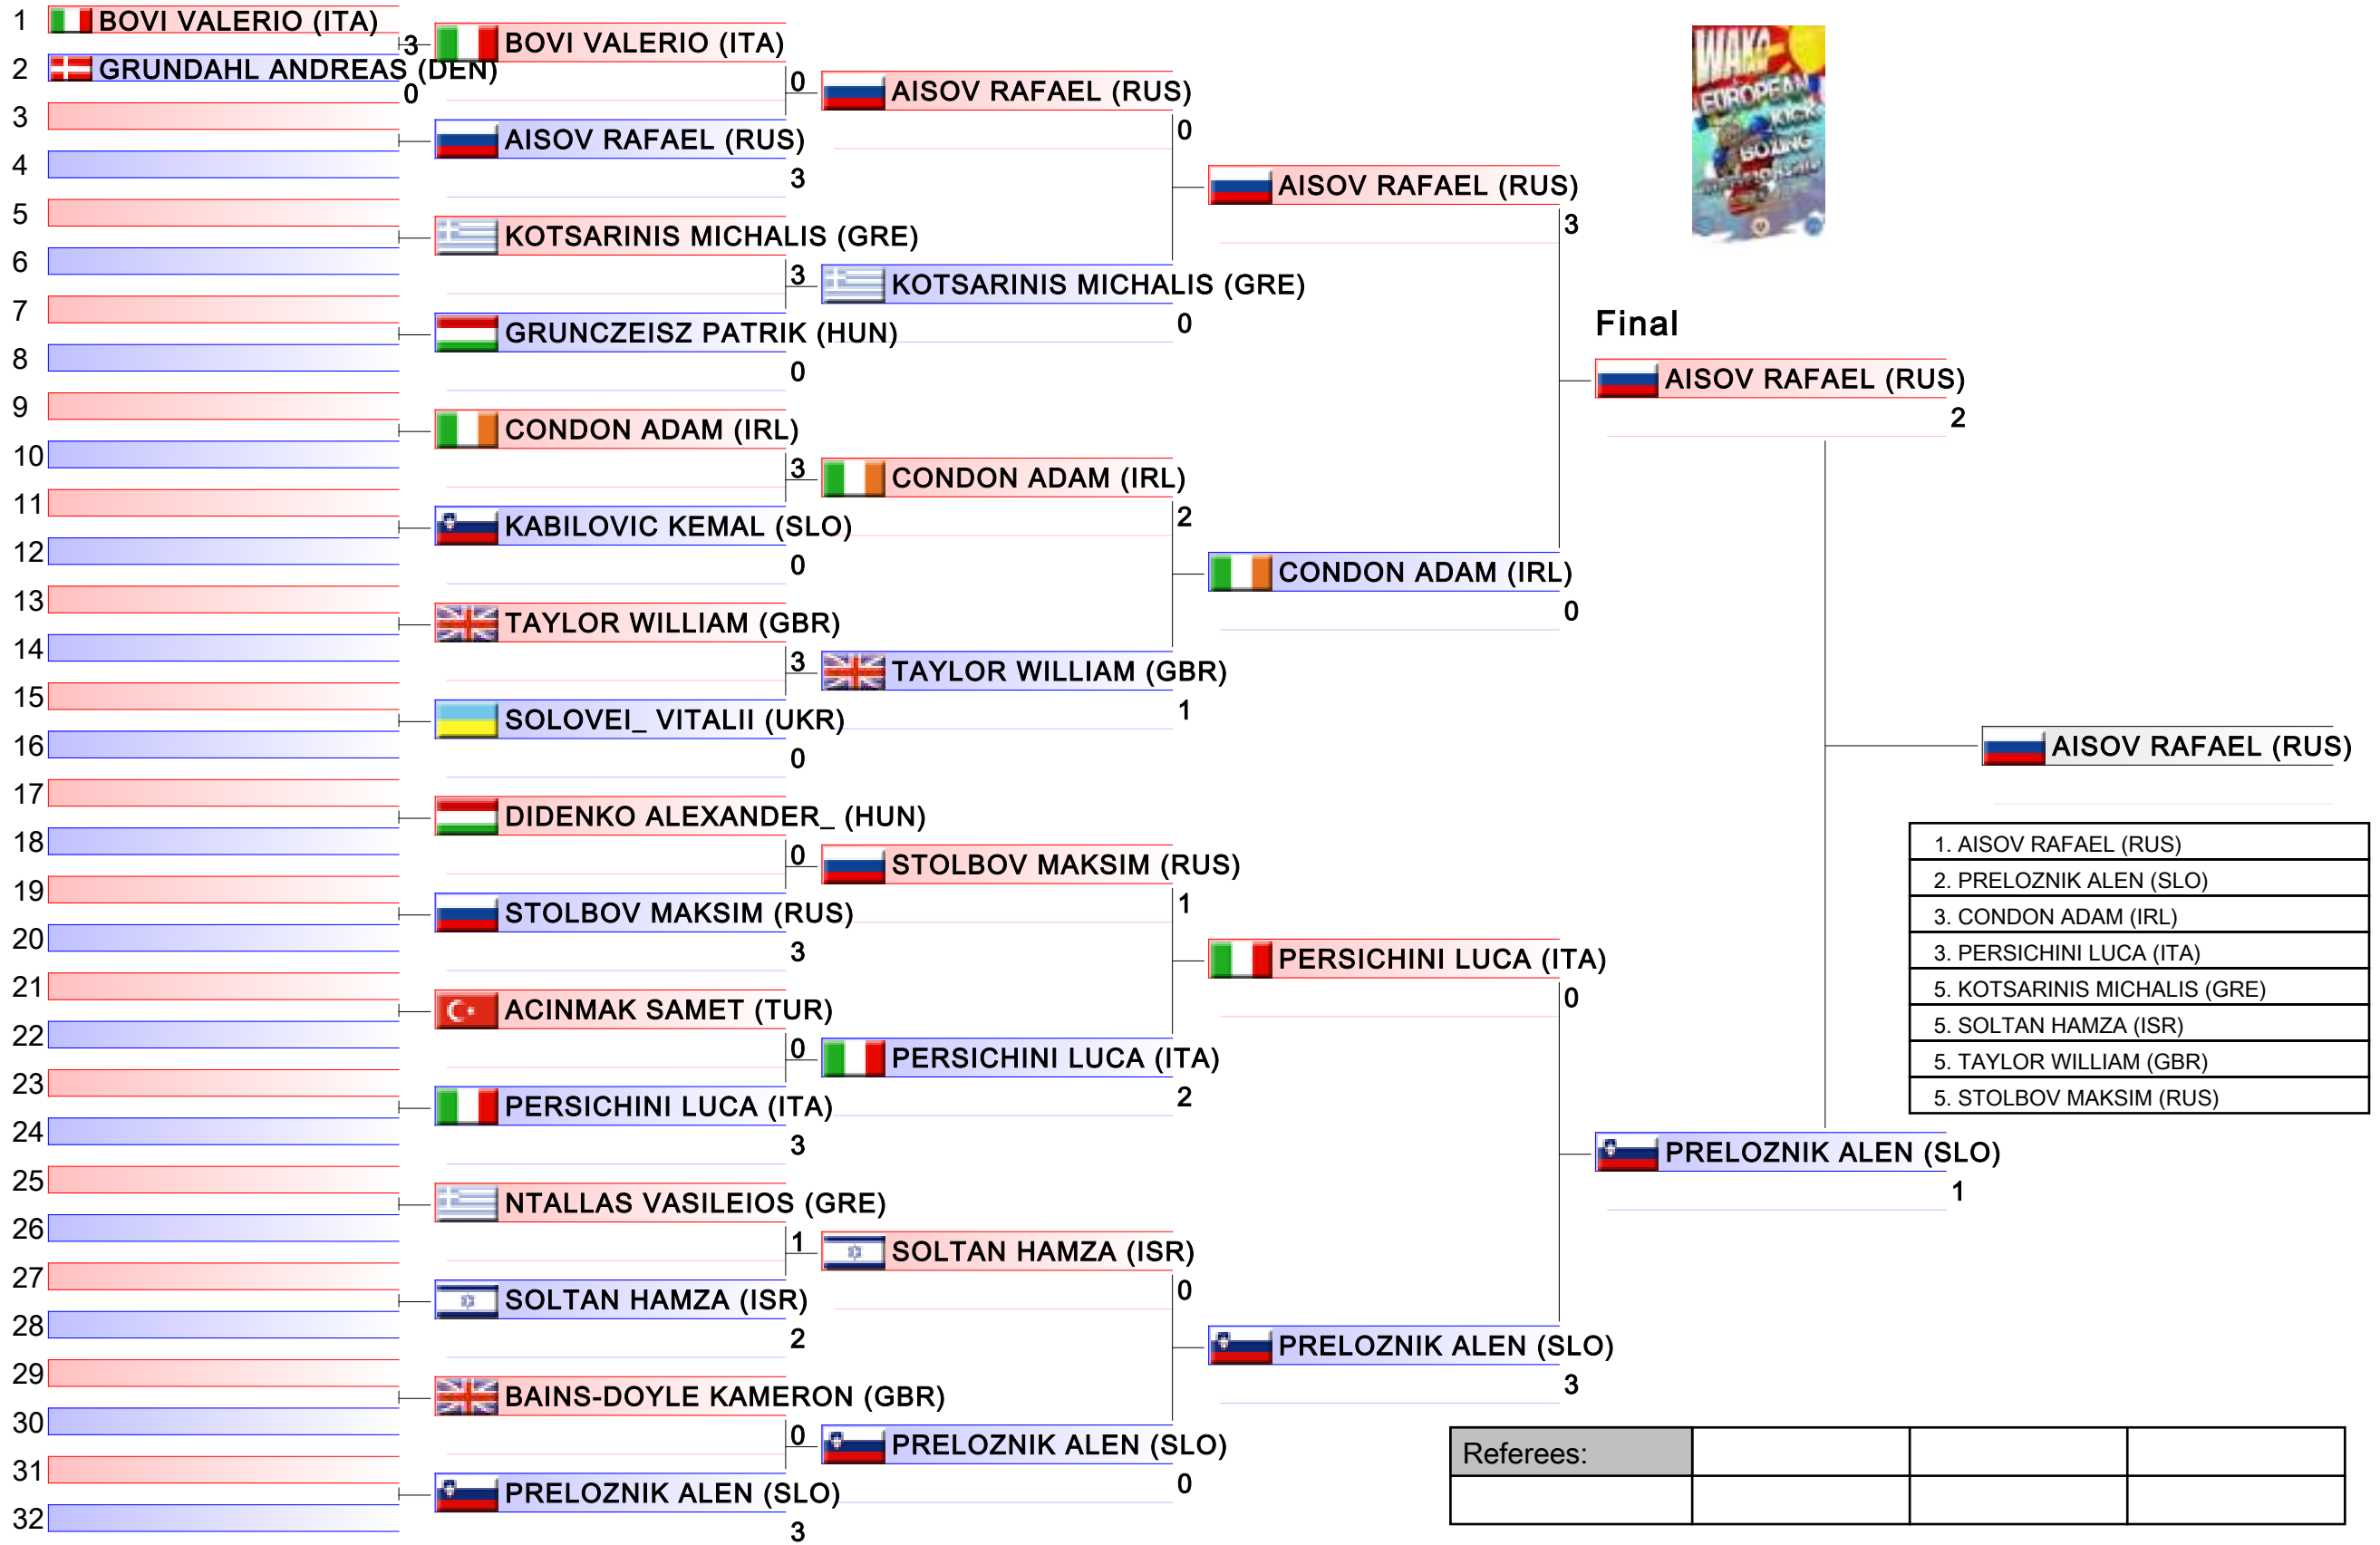 1
BOVI VALERIO (ITA)
3
2
GRUNDAHL ANDREAS (DEN)
0
3
4
5
6
7
8
9
10
11
12
13
14
15
16
17
18
19
20
21
22
23
24
25
26
27
28
29
30
31
32
BOVI VALERIO (ITA)
0
AISOV RAFAEL (RUS)
3
KOTSARINIS MICHALIS (GRE)
3
GRUNCZEISZ PATRIK (HUN)
0
CONDON ADAM (IRL)
3
KABILOVIC KEMAL (SLO)
0
TAYLOR WILLIAM (GBR)
3
SOLOVEI_ VITALII (UKR)
0
DIDENKO ALEXANDER_ (HUN)
0
STOLBOV MAKSIM (RUS)
3
ACINMAK SAMET (TUR)
0
PERSICHINI LUCA (ITA)
3
NTALLAS VASILEIOS (GRE)
1
SOLTAN HAMZA (ISR)
2
BAINS-DOYLE KAMERON (GBR)
0
PRELOZNIK ALEN (SLO)
3
AISOV RAFAEL (RUS)
0
KOTSARINIS MICHALIS (GRE)
0
CONDON ADAM (IRL)
2
TAYLOR WILLIAM (GBR)
1
STOLBOV MAKSIM (RUS)
1
PERSICHINI LUCA (ITA)
2
SOLTAN HAMZA (ISR)
0
PRELOZNIK ALEN (SLO)
0
AISOV RAFAEL (RUS)
3
CONDON ADAM (IRL)
0
PERSICHINI LUCA (ITA)
0
PRELOZNIK ALEN (SLO)
3
WAKO
EUROPEAN
KICK
BOXING
Final
AISOV RAFAEL (RUS)
2
PRELOZNIK ALEN (SLO)
1
AISOV RAFAEL (RUS)
1. AISOV RAFAEL (RUS)
2. PRELOZNIK ALEN (SLO)
3. CONDON ADAM (IRL)
3. PERSICHINI LUCA (ITA)
5. KOTSARINIS MICHALIS (GRE)
5. SOLTAN HAMZA (ISR)
5. TAYLOR WILLIAM (GBR)
5. STOLBOV MAKSIM (RUS)
Referees: